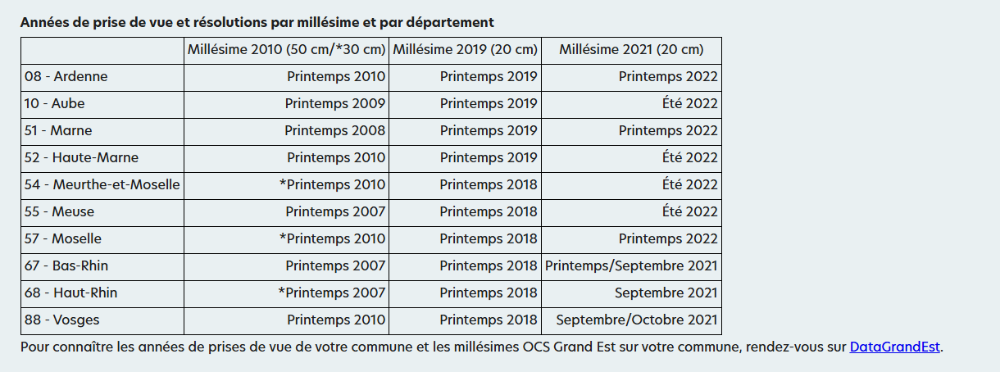 Années de prise de vue et résolutions par millésime et par département
Millésime 2010 (50 cm/*30 cm) Millésime 2019 (20 cm) Millésime 2021 (20 cm)
08 - Ardenne Printemps 2010 Printemps 2019 Printemps 2022
10 - Aube Printemps 2009 Printemps 2019 Été 2022
51 - Marne Printemps 2008 Printemps 2019 Printemps 2022
52 - Haute-Marne Printemps 2010 Printemps 2019 Été 2022
54 - Meurthe-et-Moselle *Printemps 2010 Printemps 2018 Été 2022
55 - Meuse Printemps 2007 Printemps 2018 Été 2022
57 - Moselle *Printemps 2010 Printemps 2018 Printemps 2022
67 - Bas-Rhin Printemps 2007 Printemps 2018 Printemps/Septembre 2021
68 - Haut-Rhin *Printemps 2007 Printemps 2018 Septembre 2021
88 - Vosges Printemps 2010 Printemps 2018 Septembre/Octobre 2021
Pour connaître les années de prises de vue de votre commune et les millésimes OCS Grand Est sur votre commune, rendez-vous sur DataGrandEst.